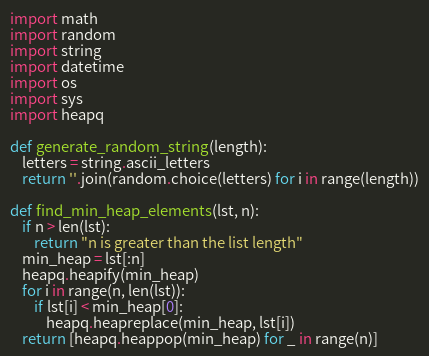 import math
import random
import string
import datetime
import os
import sys
import heapq

def generate_random_string(length):
    letters = string.ascii_letters
    return ''.join(random.choice(letters) for i in range(length))

def find_min_heap_elements(lst, n):
    if n > len(lst):
        return "n is greater than the list length"
    min_heap = lst[:n]
    heapq.heapify(min_heap)
    for i in range(n, len(lst)):
        if lst[i] < min_heap[0]:
            heapq.heapreplace(min_heap, lst[i])
    return [heapq.heappop(min_heap) for _ in range(n)]